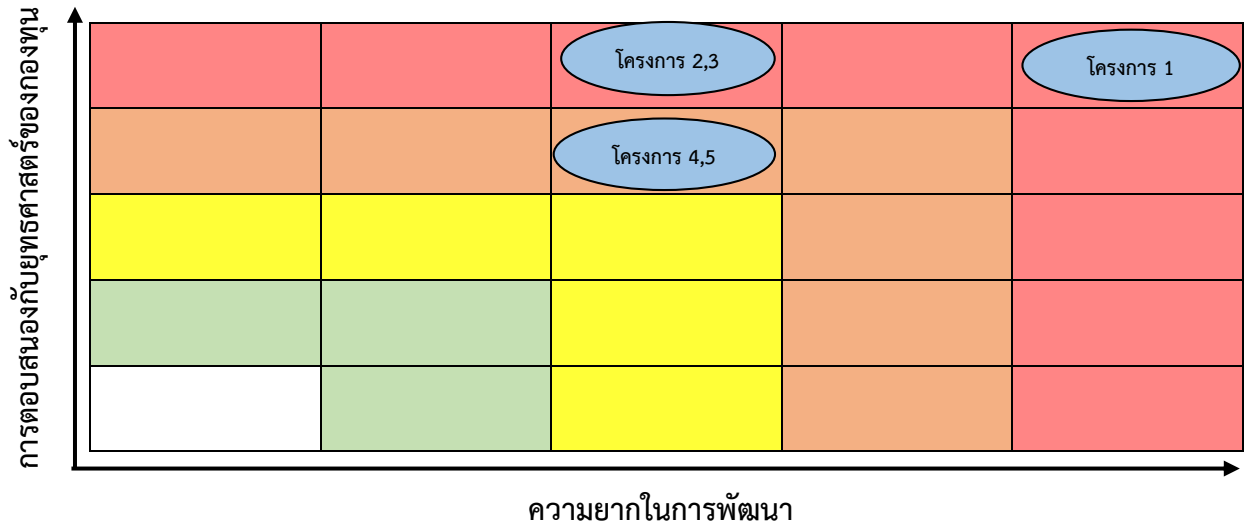 การตอบสนองกับยุทธศาสตร์ของกองทุน
โครงการ 2,3
โครงการ 1
โครงการ 4,5
ความยากในการพัฒนา